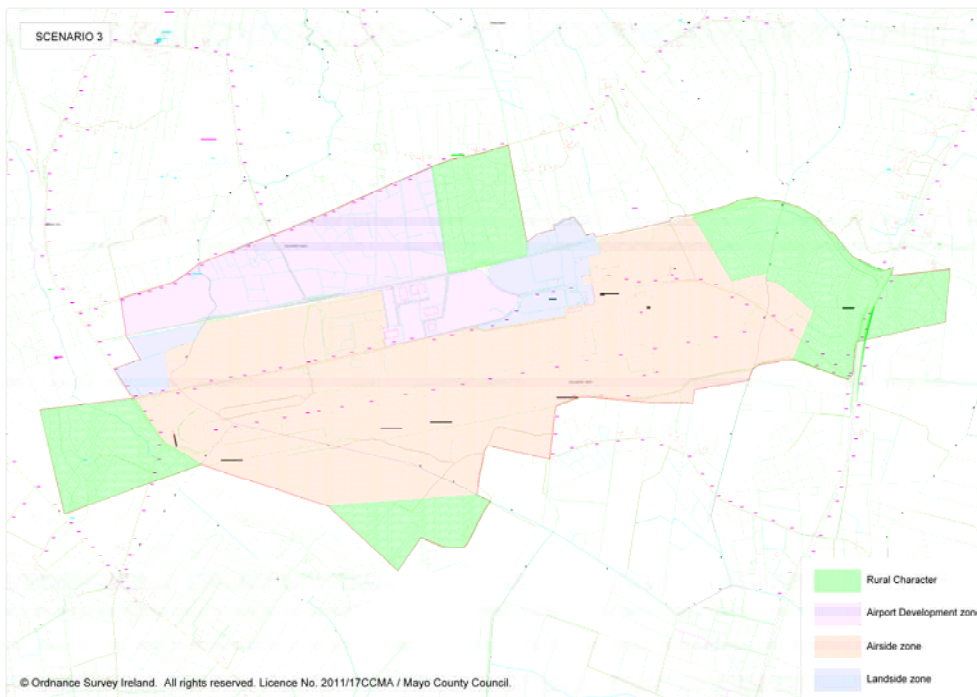 SCENARIO 3
Rural Character
Airport Development zone
Airside zone
Landside zone
© Ordnance Survey Ireland. All rights reserved. Licence No. 2011/17CCMA / Mayo County Council.